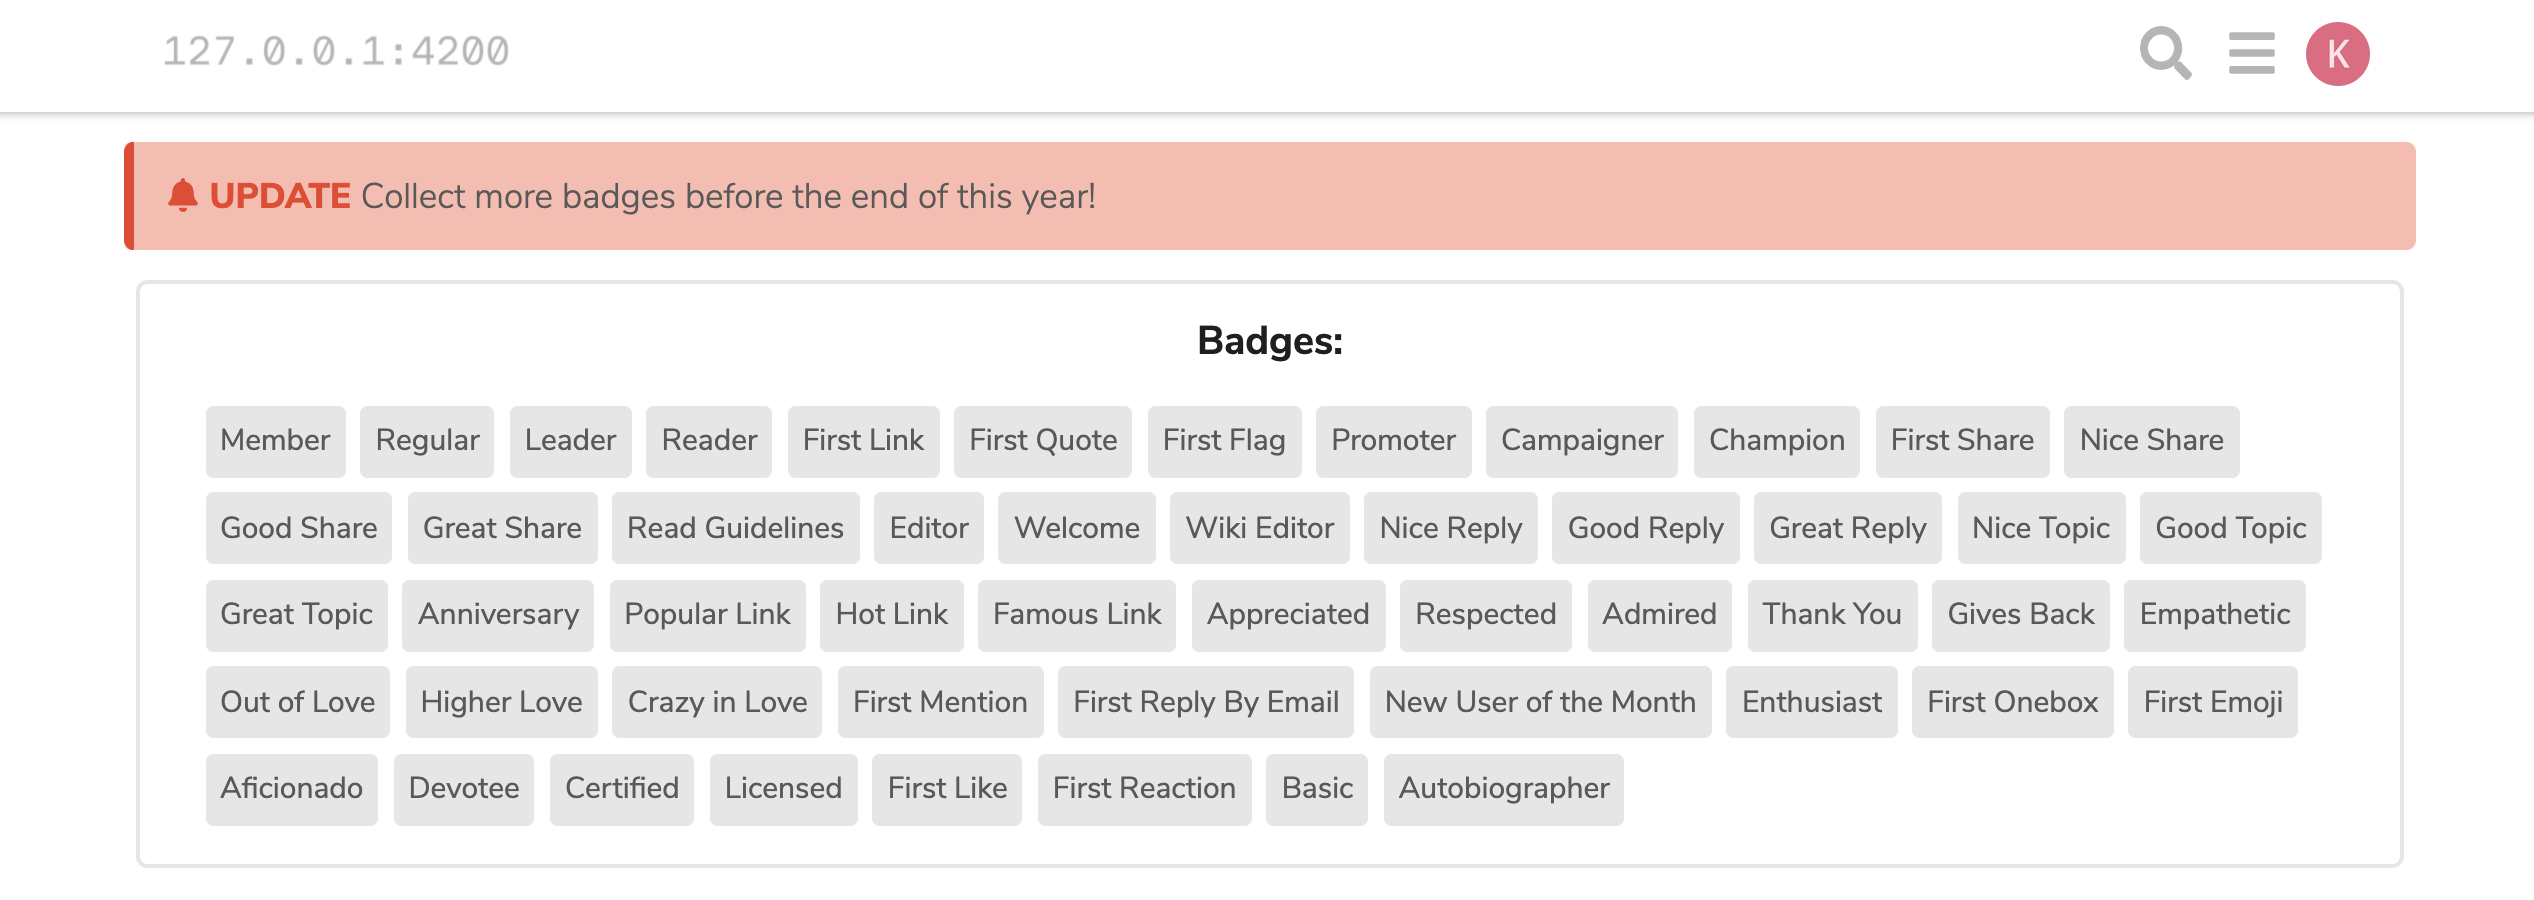 127.0.0.1:4200
K
UPDATE Collect more badges before the end of this year!
Badges:
Member Regular Leader Reader First Link First Quote First Flag Promoter Campaigner Champion First Share Nice Share
Good Share Great Share Read Guidelines Editor Welcome Wiki Editor Nice Reply Good Reply Great Reply Nice Topic Good Topic
Great Topic Anniversary Popular Link Hot Link Famous Link Appreciated Respected Admired Thank You Gives Back Empathetic
Out of Love Higher Love Crazy in Love First Mention First Reply By Email New User of the Month Enthusiast First Onebox First Emoji
Aficionado Devotee Certified Licensed First Like First Reaction Basic Autobiographer